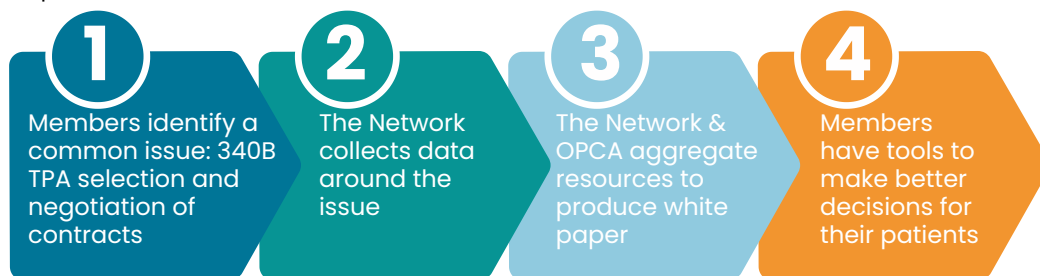 1
Members identify a
common issue: 340B
TPA selection and
negotiation of
contracts
2
The Network
collects data
around the
issue
3
The Network &
OPCA aggregate
resources to
produce white
paper
4
Members
have tools to
make better
decisions for
their patients